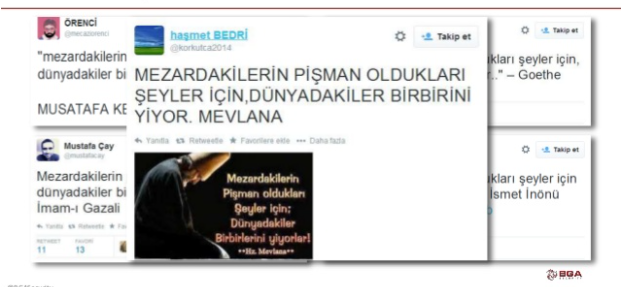 ÖRENCİ
@mecazorenci
"mezardakilerin
dünyadakiler bi
MUSATAFA KE
Mustafa Çay
@mustafacay
Mezardakilerin
dünyadakiler bi
İmam-ı Gazali
Yanıtla Retweetle
RETWEET FAVORİ
11 13
haşmet BEDRİ
@korkutca2014
Takip et
MEZARDAKİLERİN PİŞMAN OLDUKLARI
ŞEYLER İÇİN,DÜNYADAKİLER BİRBİRİNİ
YİYOR. MEVLANA
Yanıtla Retweetle Favorilere ekle Daha fazla
Mezardakilerin
Pişman oldukları
Şeyler için;
Dünyadakiler
Birbirlerini yiyorlar!
**Hz. Mevlana**
Takip et
kları şeyler için,
r.." – Goethe
Takip et
kları şeyler için
İsmet İnönü
BGA